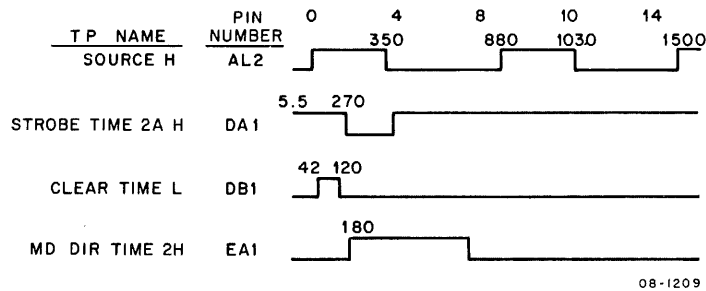 PIN 0 4 8 10 14
TP NAME NUMBER 350 880 1030 1500
SOURCE H AL2
5.5 270
STROBE TIME 2A H DA1
42 120
CLEAR TIME L DB1
180
MD DIR TIME 2H EA1
08-1209